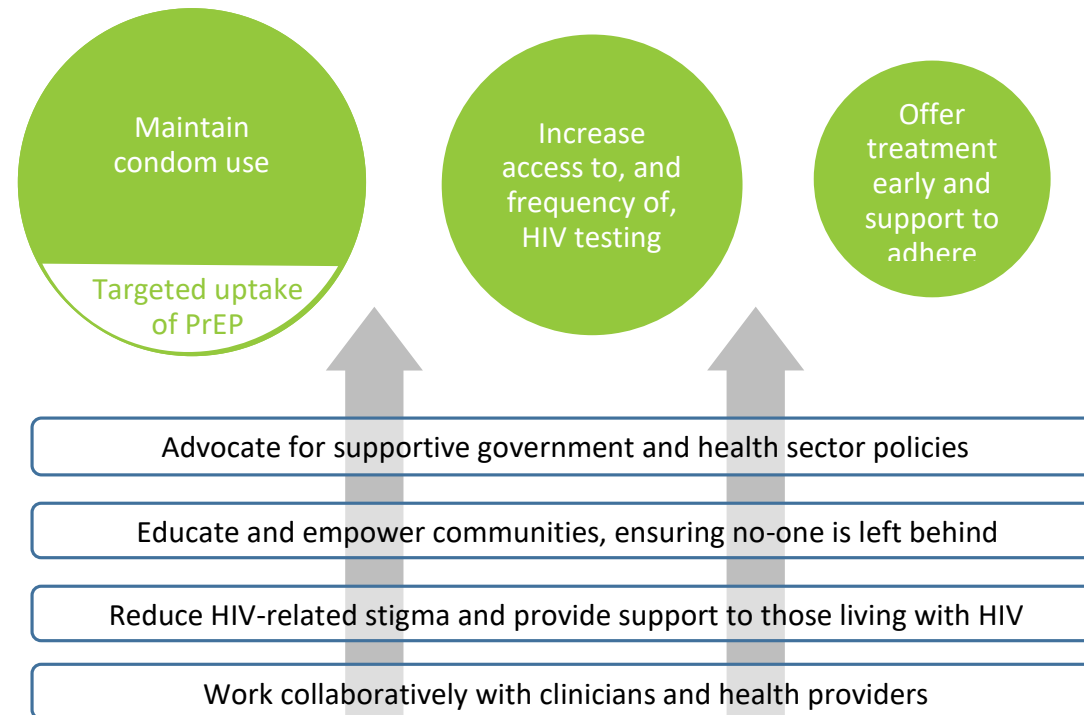 Maintain
condom use
Targeted uptake
of PrEP
Increase
access to, and
frequency of,
HIV testing
Offer
treatment
early and
support to
adhere
Advocate for supportive government and health sector policies
Educate and empower communities, ensuring no-one is left behind
Reduce HIV-related stigma and provide support to those living with HIV
Work collaboratively with clinicians and health providers